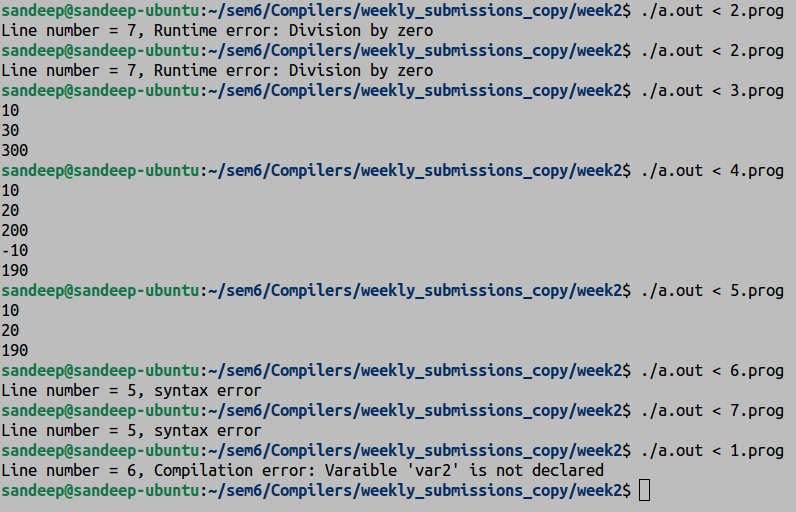 sandeep@sandeep-ubuntu:~/sem6/Compilers/weekly_submissions_copy/week2$ ./a.out < 2.prog
Line number = 7, Runtime error: Division by zero
sandeep@sandeep-ubuntu:~/sem6/Compilers/weekly_submissions_copy/week2$ ./a.out < 2.prog
Line number = 7, Runtime error: Division by zero
sandeep@sandeep-ubuntu:~/sem6/Compilers/weekly_submissions_copy/week2$ ./a.out < 3.prog
10
30
300
sandeep@sandeep-ubuntu:~/sem6/Compilers/weekly_submissions_copy/week2$ ./a.out < 4.prog
10
20
200
-10
190
sandeep@sandeep-ubuntu:~/sem6/Compilers/weekly_submissions_copy/week2$ ./a.out < 5.prog
10
20
190
sandeep@sandeep-ubuntu:~/sem6/Compilers/weekly_submissions_copy/week2$ ./a.out < 6.prog
Line number = 5, syntax error
sandeep@sandeep-ubuntu:~/sem6/Compilers/weekly_submissions_copy/week2$ ./a.out < 7.prog
Line number = 5, syntax error
sandeep@sandeep-ubuntu:~/sem6/Compilers/weekly_submissions_copy/week2$ ./a.out < 1.prog
Line number = 6, Compilation error: Varaible 'var2' is not declared
sandeep@sandeep-ubuntu:~/sem6/Compilers/weekly_submissions_copy/week2$